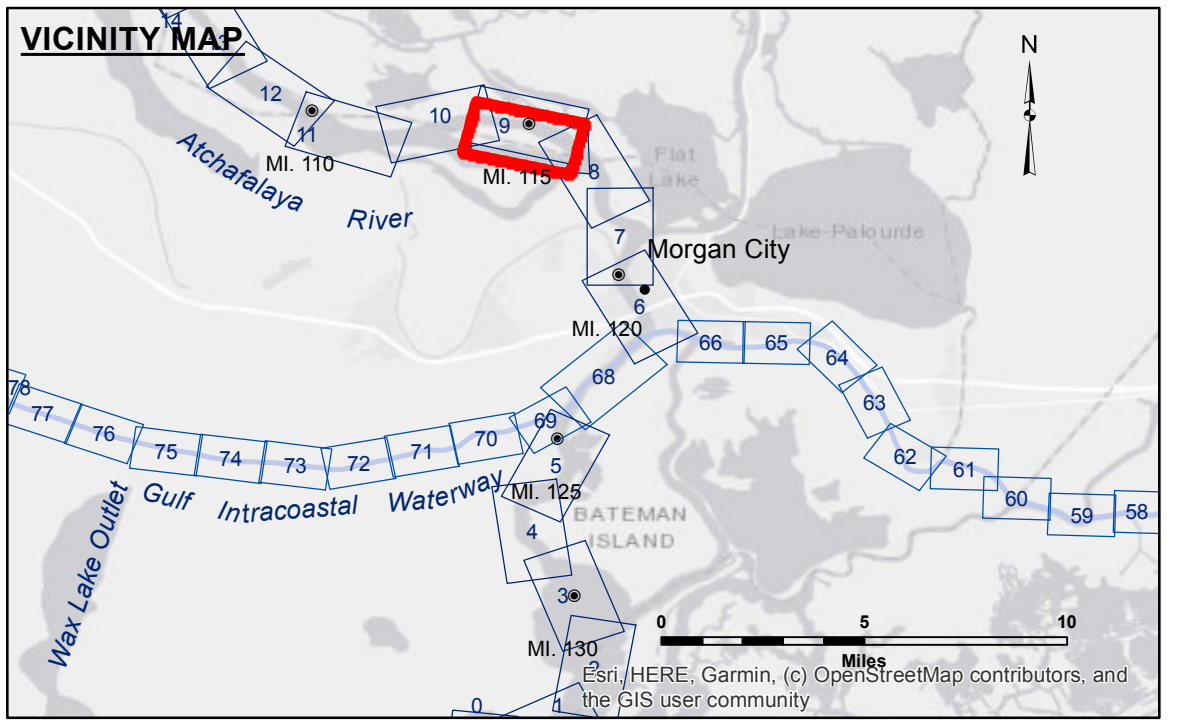 14
VICINITY MAP
13
N
12
10
9
11
MI. 110
Atchafalaya
River
MI. 115
8
Flat
Lake
7
Lake Palourde
Morgan City
6
MI. 120
66
65
64
68
63
78
77
76
75
74
73
72
71
70
69
62
61
60
59
58
5
MI. 125
Gulf Intracoastal Waterway
Wax Lake Outlet
BATEMAN
ISLAND
4
3
MI. 130
2
0
1
0 5 10
Miles
Esri, HERE, Garmin, (c) OpenStreetMap contributors, and
the GIS user community